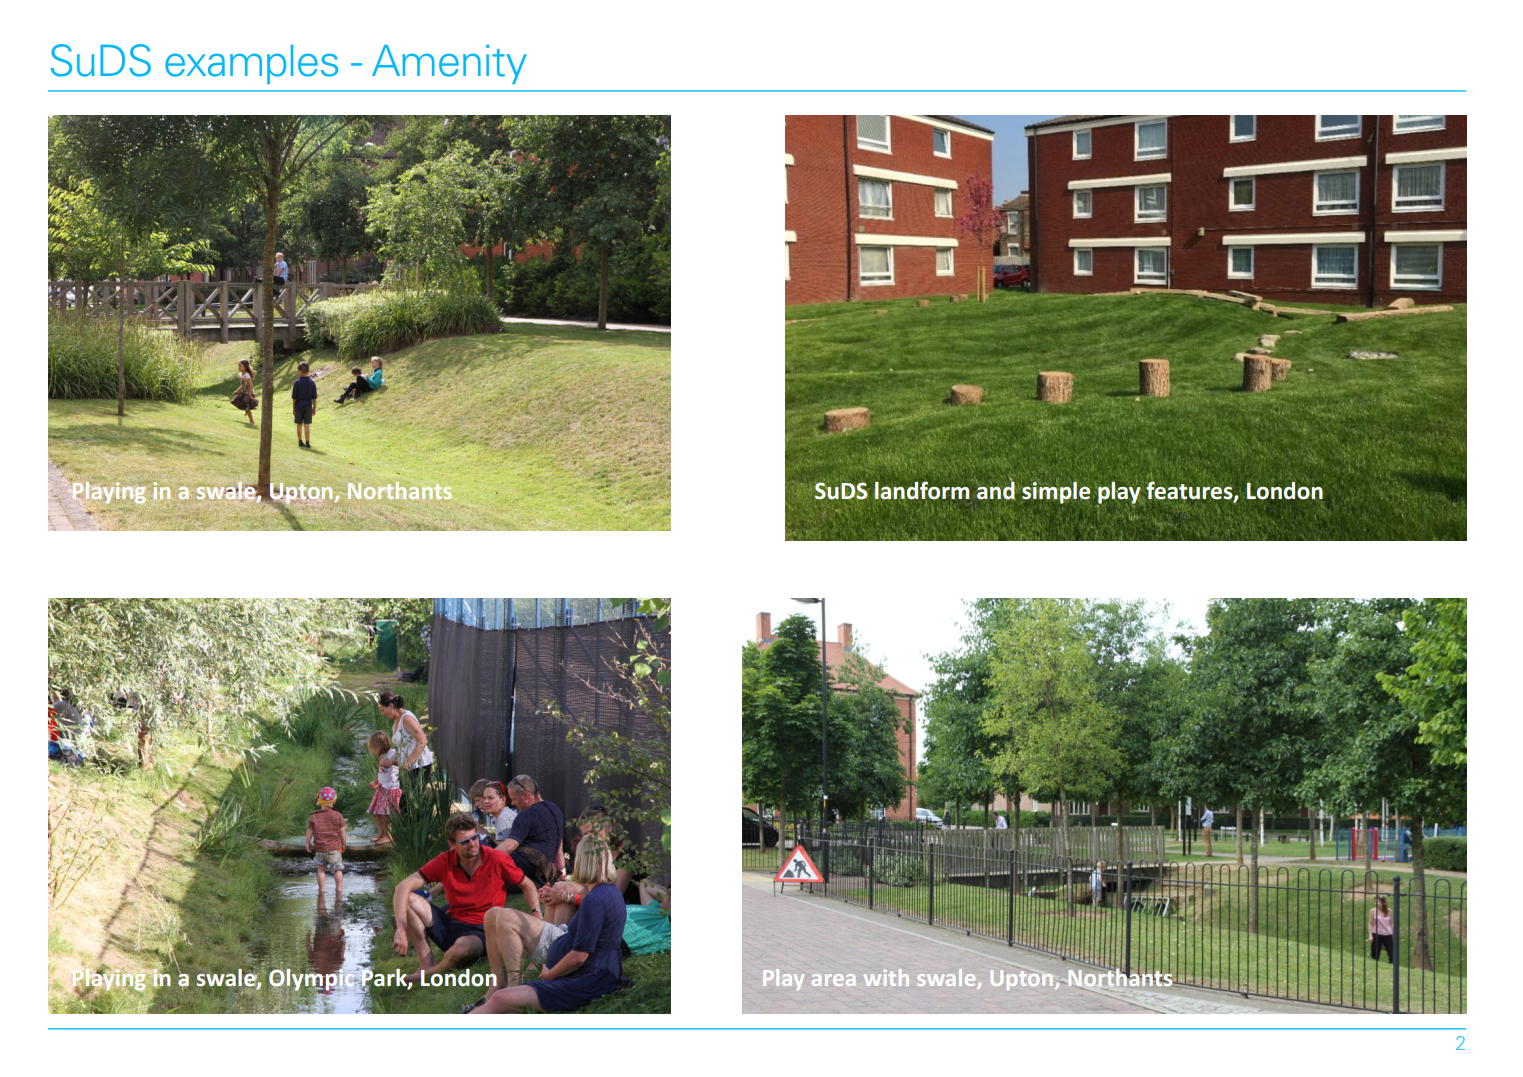 SuDS examples - Amenity
Playing in a swale, Upton, Northants
SuDS landform and simple play features, London
Playing in a swale, Olympic Park, London
Play area with swale, Upton, Northants
2